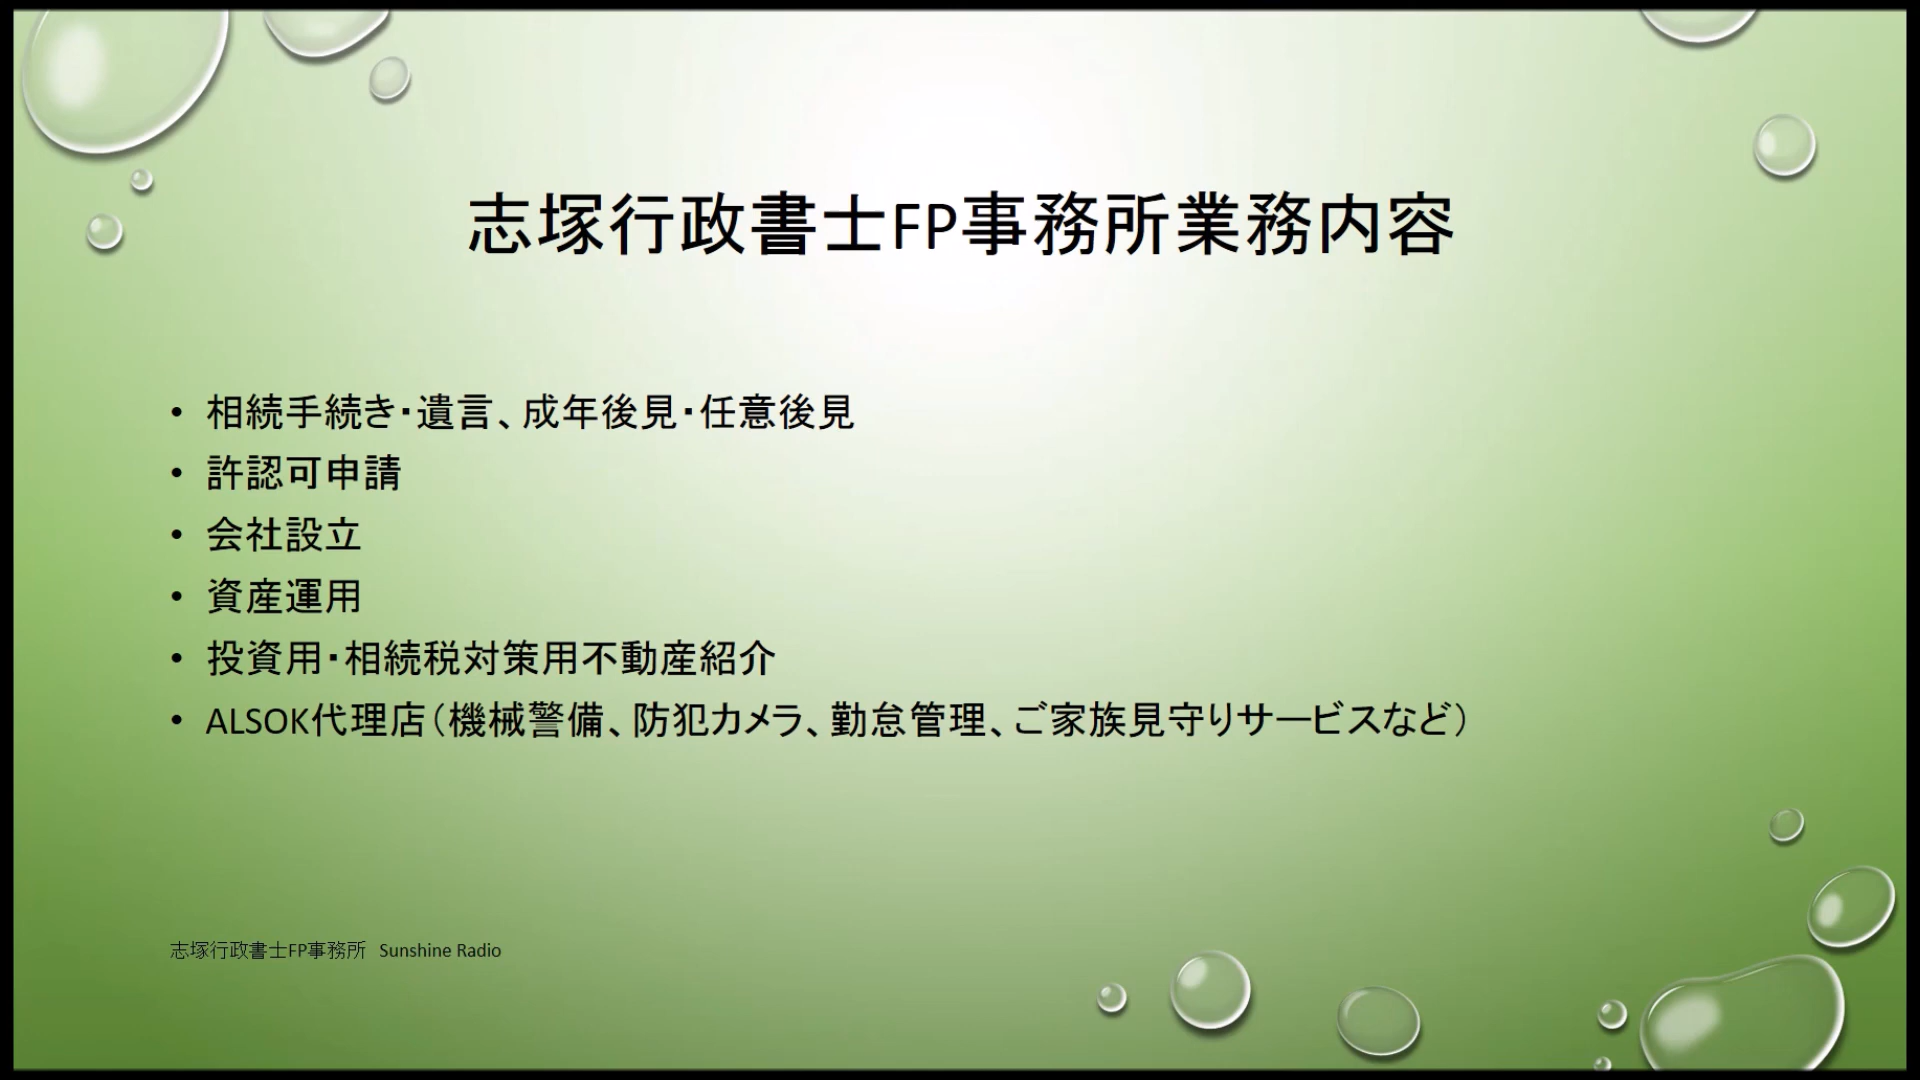 志塚行政書士FP事務所業務内容
• 相続手続き・遺言、成年後見・任意後見
• 許認可申請
• 会社設立
• 資産運用
• 投資用・相続税対策用不動産紹介
• ALSOK代理店（機械警備、防犯カメラ、勤怠管理、ご家族見守りサービスなど）
志塚行政書士FP事務所 Sunshine Radio